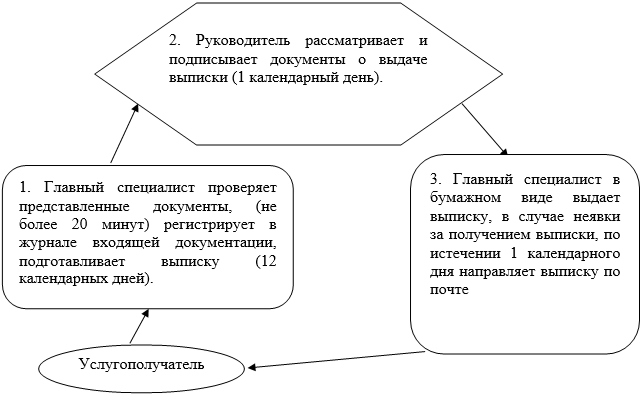 2. Руководитель рассматривает и
подписывает документы о выдаче
выписки (1 календарный день).
1. Главный специалист проверяет
представленные документы, (не
более 20 минут) регистрирует в
журнале входящей документации,
подготавливает выписку (12
календарных дней).
3. Главный специалист в
бумажном виде выдает
выписку, в случае неявки
за получением выписки, по
истечении 1 календарного
дня направляет выписку по
почте
Услугополучатель